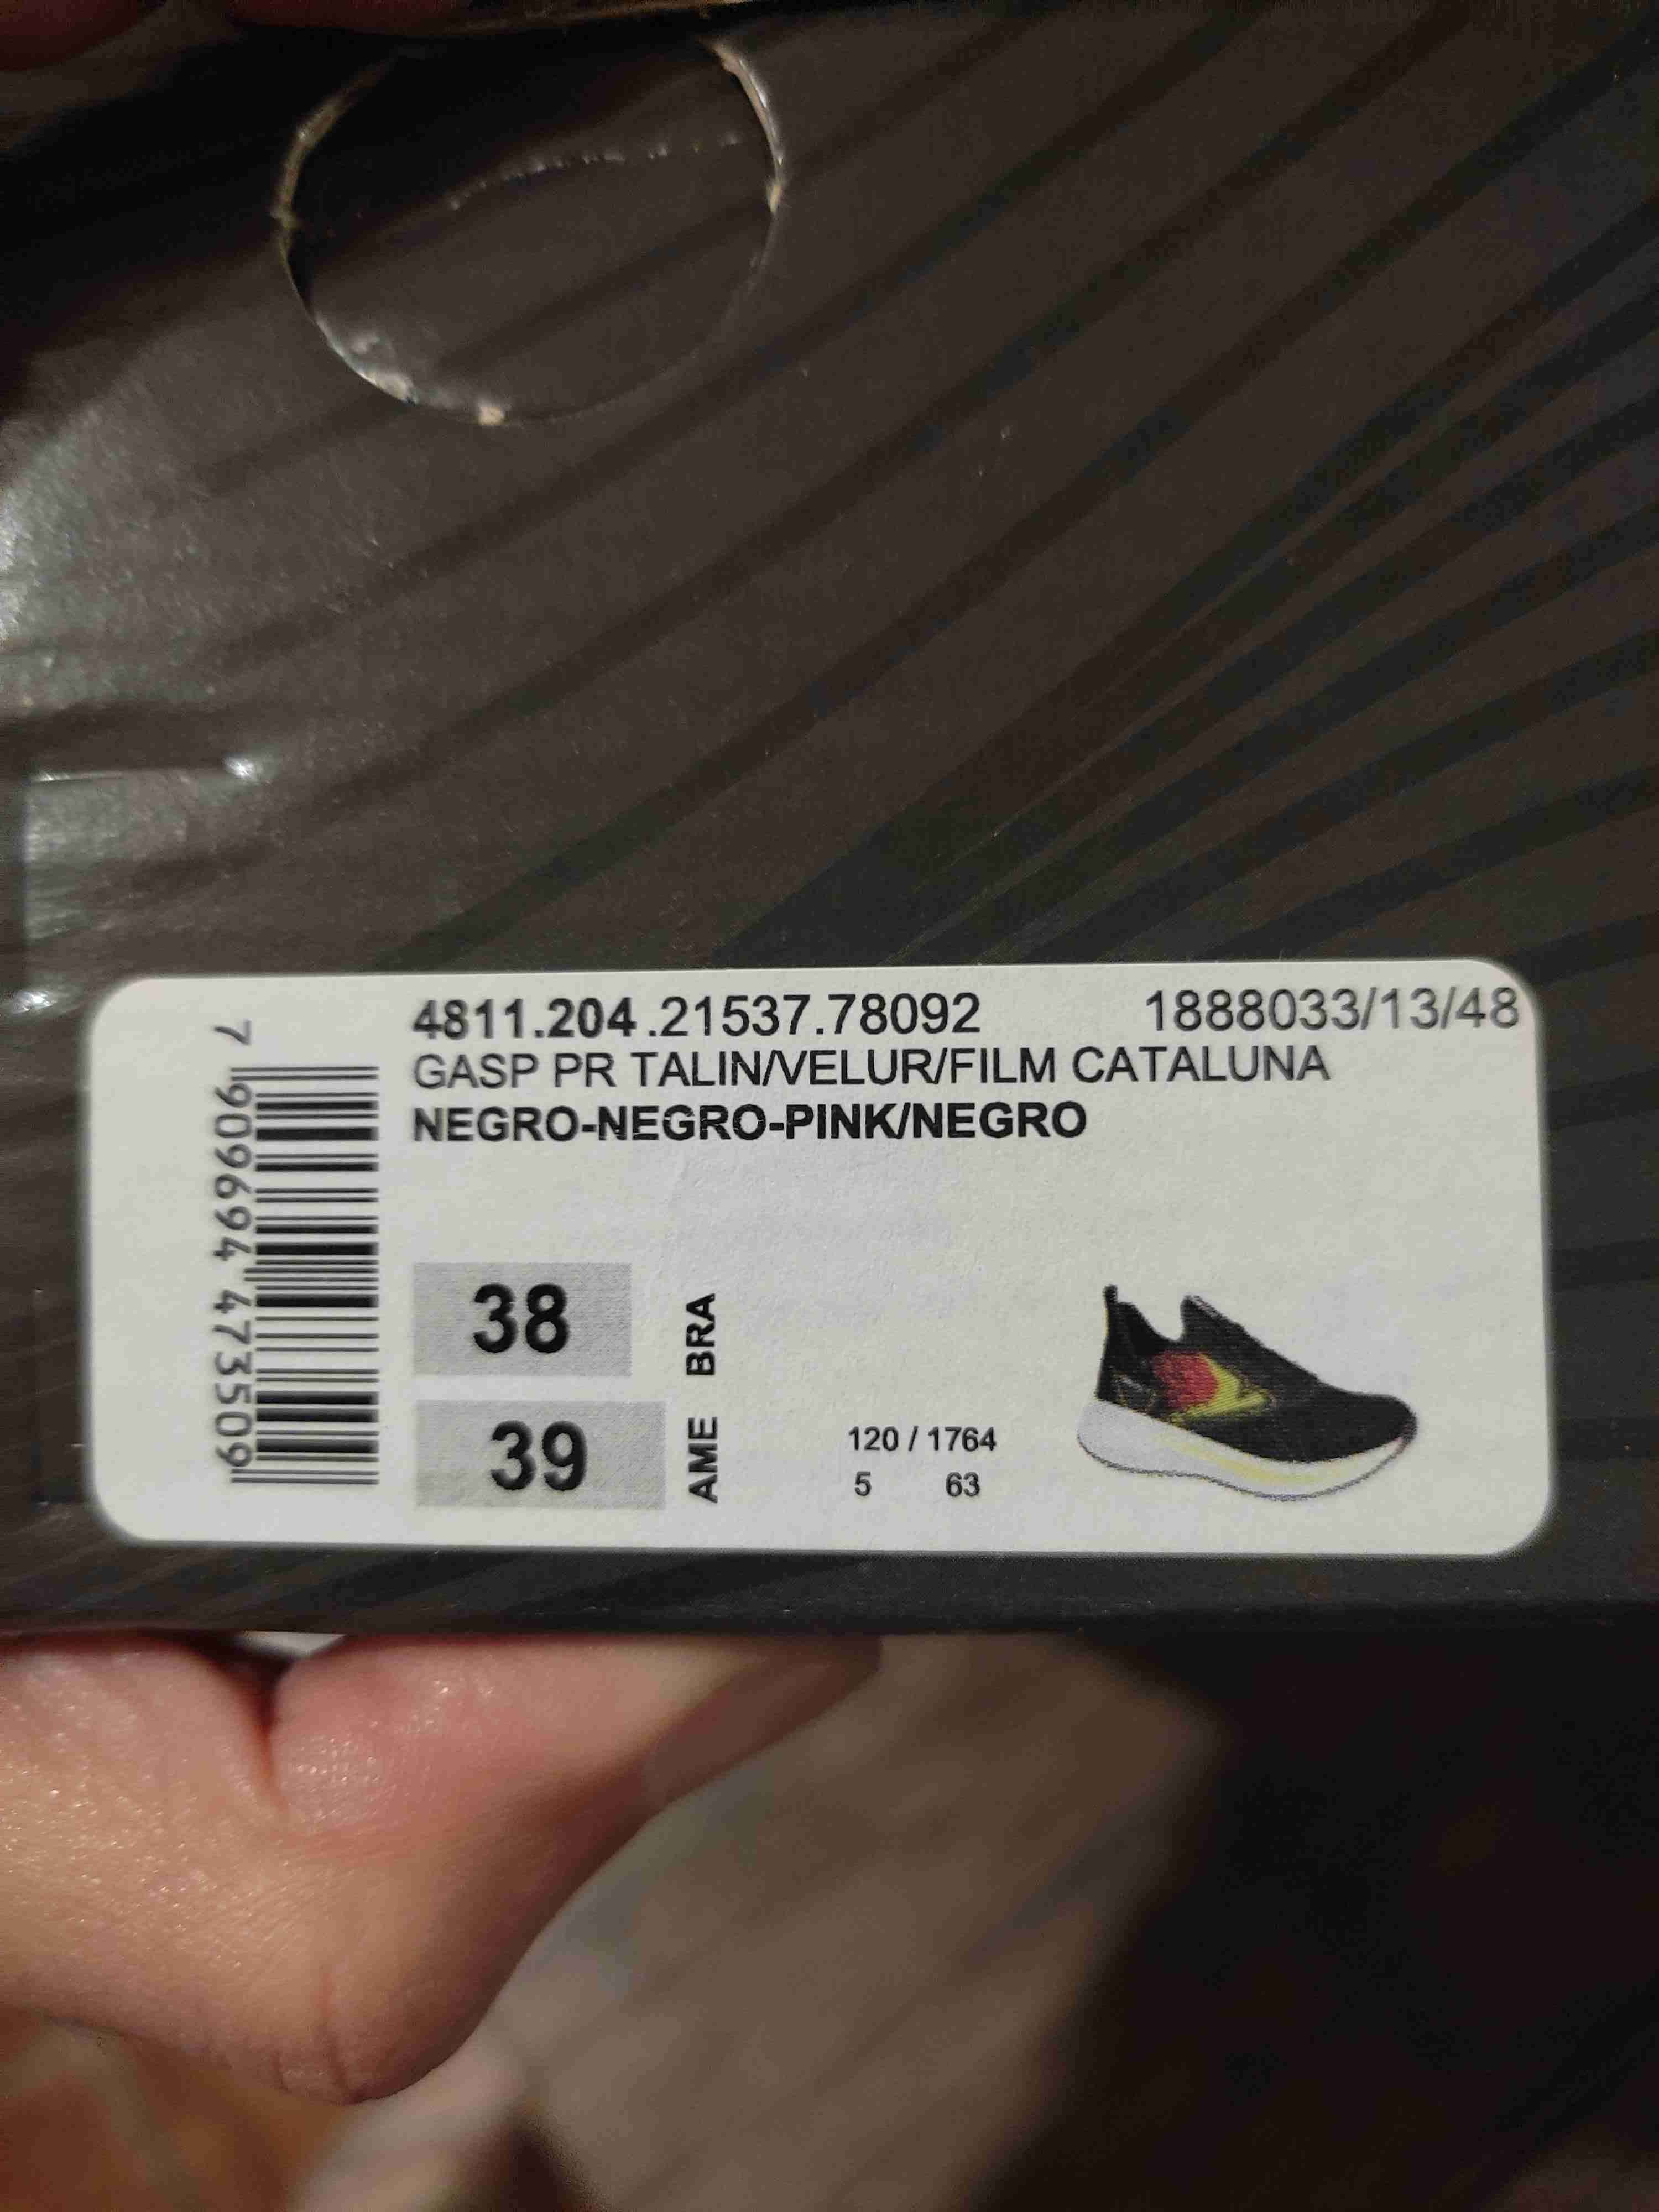 4811.204.21537.78092 1888033/13/48
GASP PR TALIN/VELUR/FILM CATALUNA
NEGRO-NEGRO-PINK/NEGRO
7 909694 473509
38 BRA
39 AME
120 / 1764
5 63